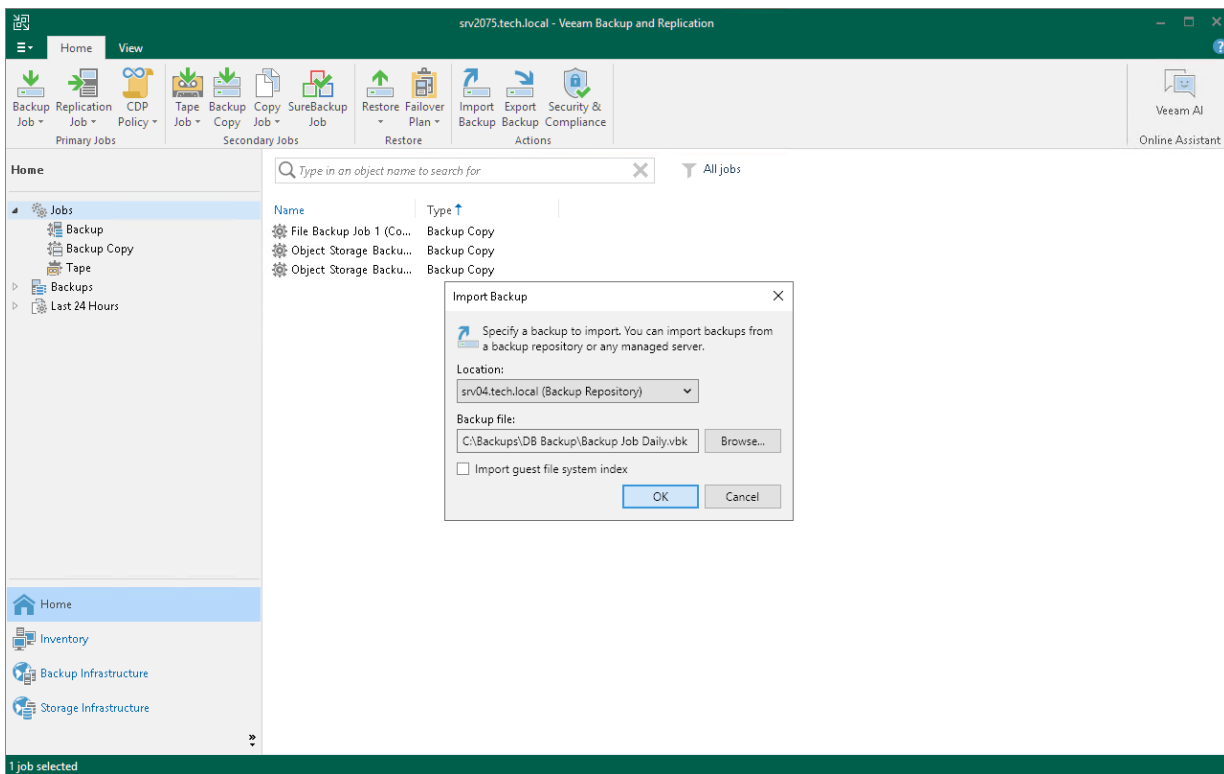 srv2075.tech.local - Veeam Backup and Replication
Home View
Backup Job
Replication Job
CDP Policy
Primary Jobs
Tape Job
Backup Copy
Copy Job
SureBackup Job
Secondary Jobs
Restore
Failover Plan
Restore
Import Backup
Export Backup
Security & Compliance
Actions
Veeam AI
Online Assistant
Home
Type in an object name to search for
All jobs
Jobs
Backup
Backup Copy
Tape
Backups
Last 24 Hours
Name Type
File Backup Job 1 (Co... Backup Copy
Object Storage Backu... Backup Copy
Object Storage Backu... Backup Copy
Import Backup
Specify a backup to import. You can import backups from
a backup repository or any managed server.
Location:
srv04.tech.local (Backup Repository)
Backup file:
C:\Backups\DB Backup\Backup Job Daily.vbk
Browse...
Import guest file system index
OK Cancel
Home
Inventory
Backup Infrastructure
Storage Infrastructure
1 job selected